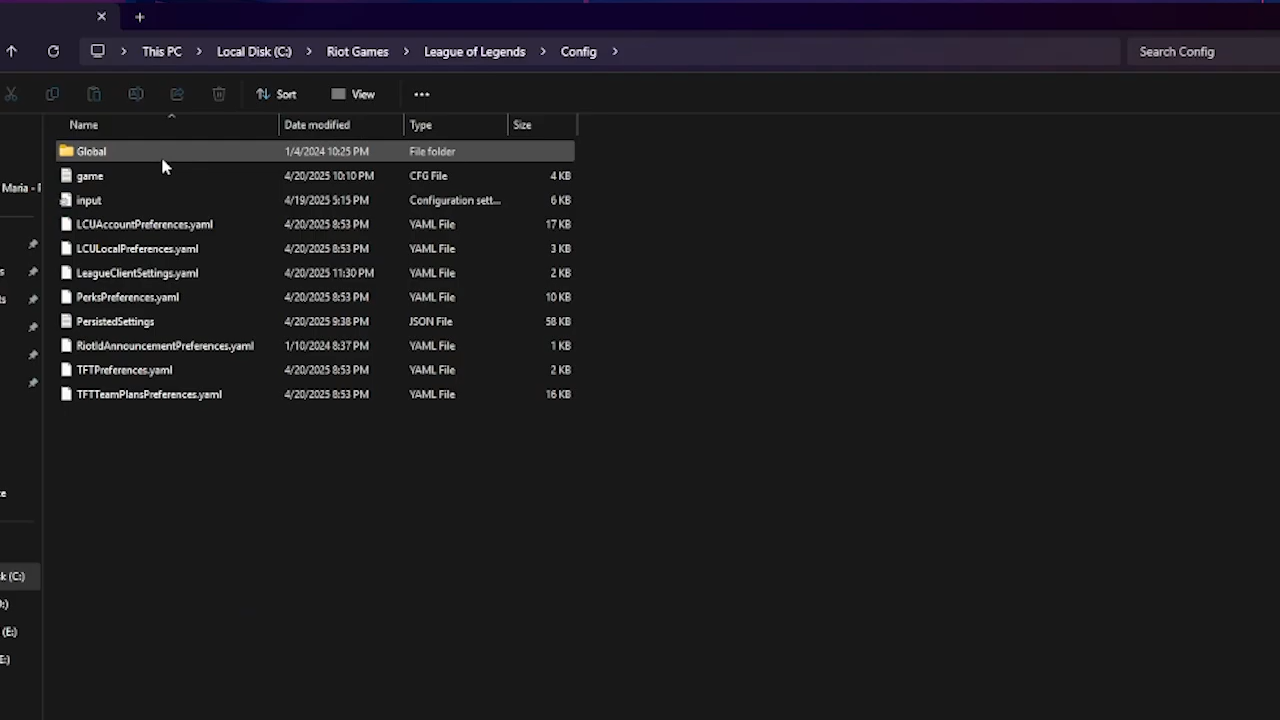 This PC > Local Disk (C:) > Riot Games > League of Legends > Config > Search Config
Sort View ...
Name Date modified Type Size
Global 1/4/2024 10:25 PM File folder
game 4/20/2025 10:10 PM CFG File 4 KB
Maria -
input 4/19/2025 5:15 PM Configuration sett... 6 KB
LCUAccountPreferences.yaml 4/20/2025 8:53 PM YAML File 17 KB
LCULocalPreferences.yaml 4/20/2025 8:53 PM YAML File 3 KB
LeagueClientSettings.yaml 4/20/2025 11:30 PM YAML File 2 KB
PerksPreferences.yaml 4/20/2025 8:53 PM YAML File 10 KB
PersistedSettings 4/20/2025 9:38 PM JSON File 58 KB
RiotIdAnnouncementPreferences.yaml 1/10/2024 8:37 PM YAML File 1 KB
TFTPreferences.yaml 4/20/2025 8:53 PM YAML File 2 KB
TFTTeamPlansPreferences.yaml 4/20/2025 8:53 PM YAML File 16 KB
k (C:)
:)
(E:)
E:)